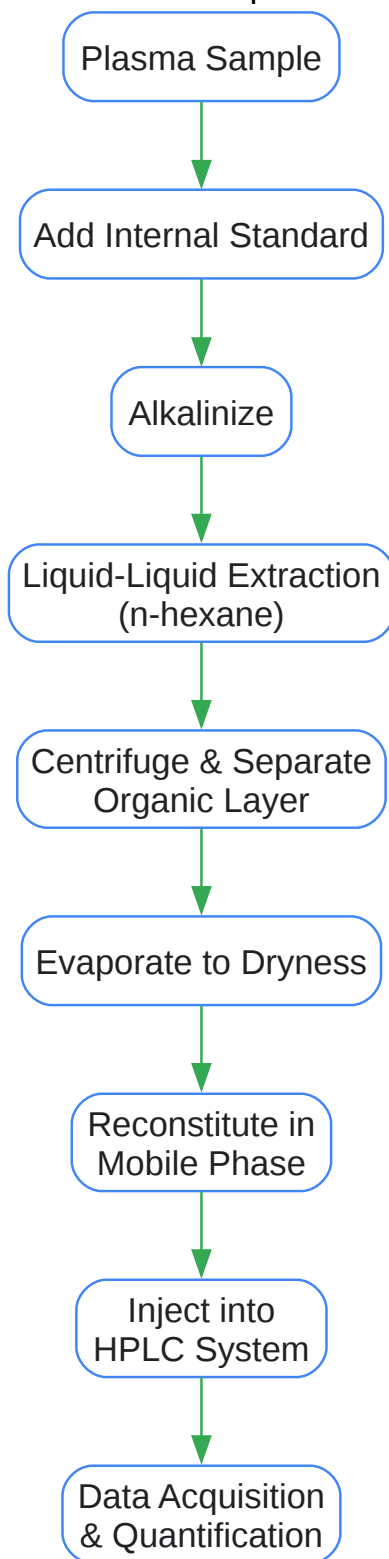 Plasma Sample
Add Internal Standard
Alkalinize
Liquid-Liquid Extraction
(n-hexane)
Centrifuge & Separate
Organic Layer
Evaporate to Dryness
Reconstitute in
Mobile Phase
Inject into
HPLC System
Data Acquisition
& Quantification